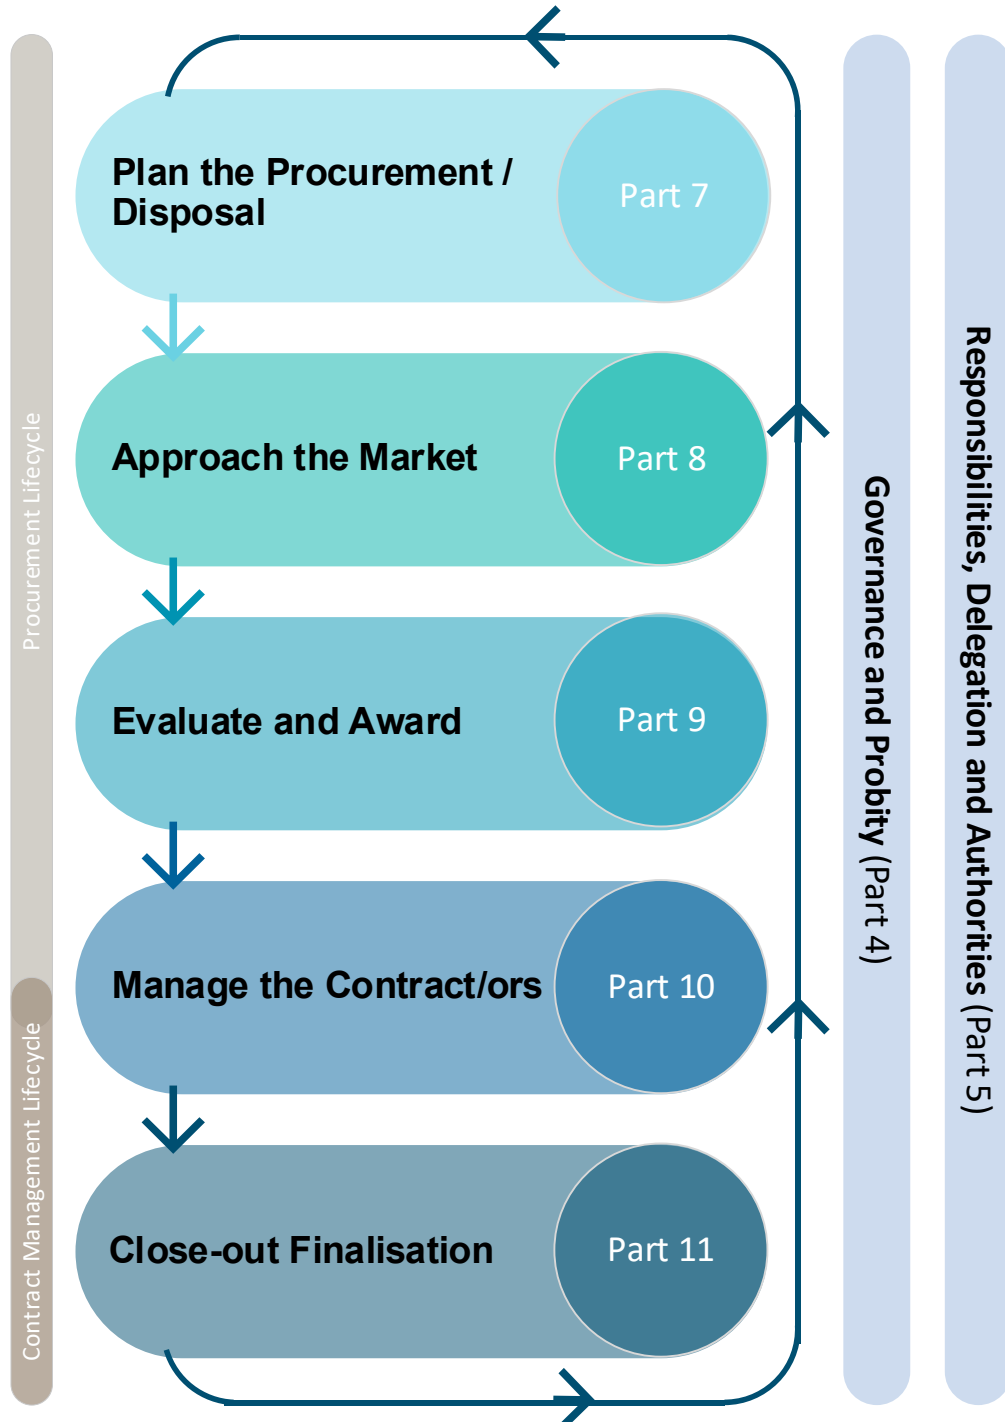 Plan the Procurement /
Disposal
Part 7
Approach the Market
Part 8
Evaluate and Award
Part 9
Manage the Contract/ors
Part 10
Close-out Finalisation
Part 11
Procurement Lifecycle
Contract Management Lifecycle
Governance and Probity (Part 4)
Responsibilities, Delegation and Authorities (Part 5)